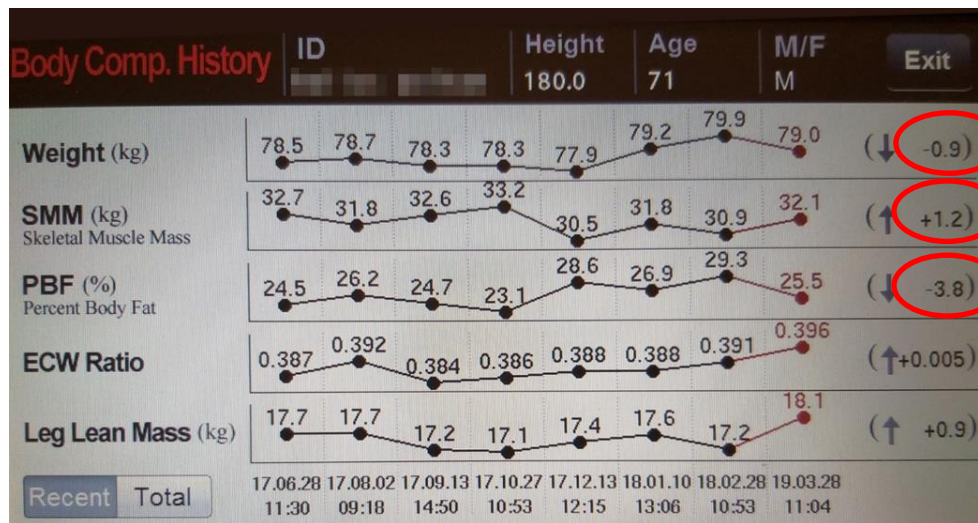 Body Comp. History
ID
Height
180.0
Age
71
M/F
M
Exit
Weight (kg)
78.5 78.7 78.3 78.3 77.9 79.2 79.9 79.0 (↓ -0.9)
SMM (kg)
Skeletal Muscle Mass
32.7 31.8 32.6 33.2 30.5 31.8 30.9 32.1 (↑ +1.2)
PBF (%)
Percent Body Fat
24.5 26.2 24.7 23.1 28.6 26.9 29.3 25.5 (↓ -3.8)
ECW Ratio
0.387 0.392 0.384 0.386 0.388 0.388 0.391 0.396 (↑+0.005)
Leg Lean Mass (kg)
17.7 17.7 17.2 17.1 17.4 17.6 17.2 18.1 (↑ +0.9)
Recent Total
17.06.28 17.08.02 17.09.13 17.10.27 17.12.13 18.01.10 18.02.28 19.03.28
11:30 09:18 14:50 10:53 12:15 13:06 10:53 11:04